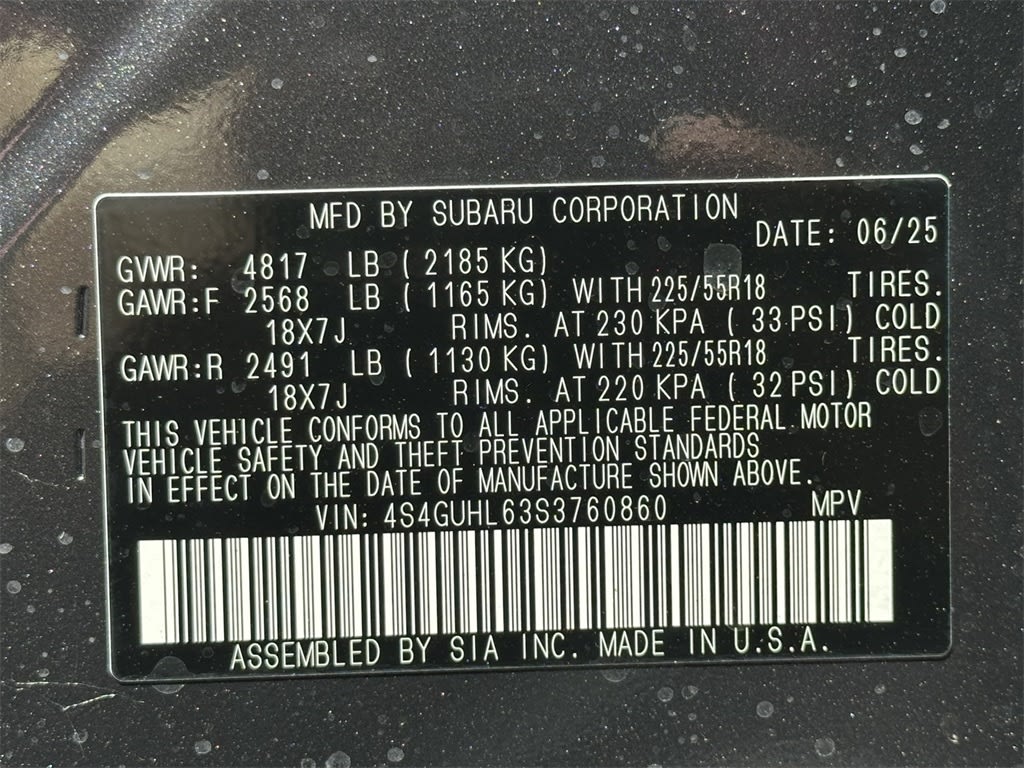 MFD BY SUBARU CORPORATION
DATE: 06/25
GVWR: 4817 LB ( 2185 KG)
GAWR:F 2568 LB ( 1165 KG) WITH 225/55R18 TIRES.
18X7J RIMS. AT 230 KPA ( 33 PSI) COLD
GAWR:R 2491 LB ( 1130 KG) WITH 225/55R18 TIRES.
18X7J RIMS. AT 220 KPA ( 32 PSI) COLD
THIS VEHICLE CONFORMS TO ALL APPLICABLE FEDERAL MOTOR
VEHICLE SAFETY AND THEFT PREVENTION STANDARDS
IN EFFECT ON THE DATE OF MANUFACTURE SHOWN ABOVE.
VIN: 4S4GUHL63S3760860 MPV
ASSEMBLED BY SIA INC. MADE IN U.S.A.